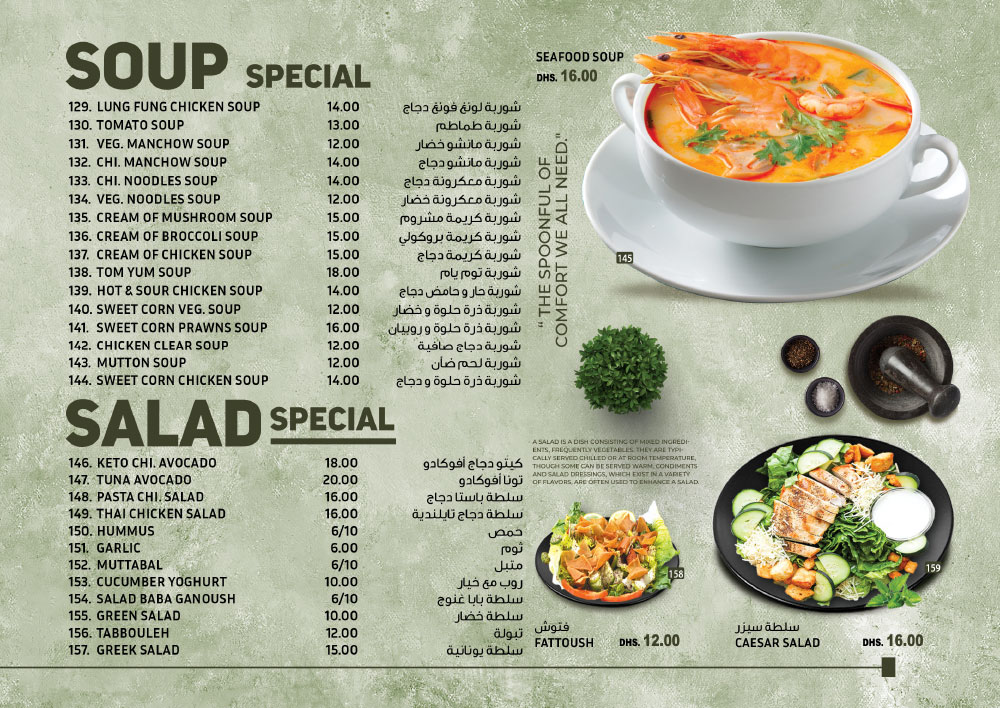 SOUP SPECIAL
129. LUNG FUNG CHICKEN SOUP 14.00 شوربة لونغ فونغ دجاج
130. TOMATO SOUP 13.00 شوربة طماطم
131. VEG. MANCHOW SOUP 12.00 شوربة مانشو خضار
132. CHI. MANCHOW SOUP 14.00 شوربة مانشو دجاج
133. CHI. NOODLES SOUP 14.00 شوربة معكرونة دجاج
134. VEG. NOODLES SOUP 12.00 شوربة معكرونة خضار
135. CREAM OF MUSHROOM SOUP 15.00 شوربة كريمة مشروم
136. CREAM OF BROCCOLI SOUP 15.00 شوربة كريمة بروكولي
137. CREAM OF CHICKEN SOUP 15.00 شوربة كريمة دجاج
138. TOM YUM SOUP 18.00 شوربة توم يام
139. HOT & SOUR CHICKEN SOUP 14.00 شوربة حار و حامض دجاج
140. SWEET CORN VEG. SOUP 12.00 شوربة ذرة حلوة و خضار
141. SWEET CORN PRAWNS SOUP 16.00 شوربة ذرة حلوة و روبيان
142. CHICKEN CLEAR SOUP 12.00 شوربة دجاج صافية
143. MUTTON SOUP 12.00 شوربة لحم ضأن
144. SWEET CORN CHICKEN SOUP 14.00 شوربة ذرة حلوة و دجاج
SEAFOOD SOUP
DHS. 16.00
145
“ THE SPOONFUL OF
COMFORT WE ALL NEED."
SALAD SPECIAL
146. KETO CHI. AVOCADO 18.00 كيتو دجاج أفوكادو
147. TUNA AVOCADO 20.00 تونا أفوكادو
148. PASTA CHI. SALAD 16.00 سلطة باستا دجاج
149. THAI CHICKEN SALAD 16.00 سلطة دجاج تايلندية
150. HUMMUS 6/10 حمص
151. GARLIC 6.00 ثوم
152. MUTTABAL 6/10 متبل
153. CUCUMBER YOGHURT 10.00 روب مع خيار
154. SALAD BABA GANOUSH 6/10 سلطة بابا غنوج
155. GREEN SALAD 10.00 سلطة خضار
156. TABBOULEH 12.00 تبولة
157. GREEK SALAD 15.00 سلطة يونانية
A SALAD IS A DISH CONSISTING OF MIXED INGREDI-
ENTS, FREQUENTLY VEGETABLES. THEY ARE TYPI-
CALLY SERVED CHILLED OR AT ROOM TEMPERATURE,
THOUGH SOME CAN BE SERVED WARM. CONDIMENTS
AND SALAD DRESSINGS, WHICH EXIST IN A VARIETY
OF FLAVORS, ARE OFTEN USED TO ENHANCE A SALAD.
158
فتوش
FATTOUSH DHS. 12.00
159
سلطة سيزر
CAESAR SALAD DHS. 16.00